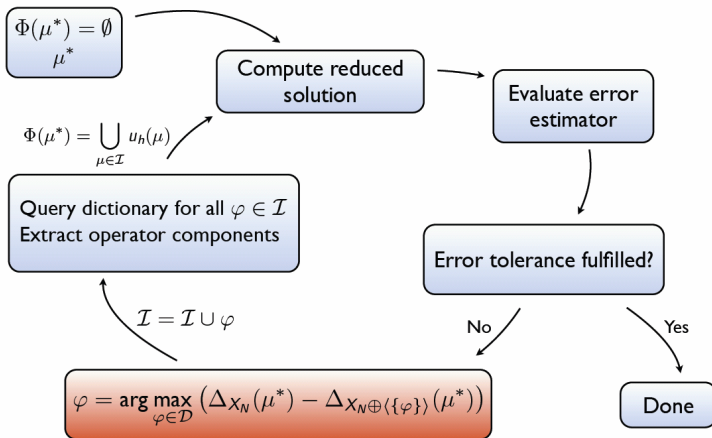 Φ(μ*) = ∅
μ*
Compute reduced
solution
Evaluate error
estimator
Φ(μ*) = ⋃_{μ∈ℐ} u_h(μ)
Query dictionary for all φ ∈ ℐ
Extract operator components
Error tolerance fulfilled?
ℐ = ℐ ∪ φ
No
Yes
φ = arg max_{φ∈𝒟} (Δ_{X_N}(μ*) − Δ_{X_N⊕⟨{φ}⟩}(μ*))
Done